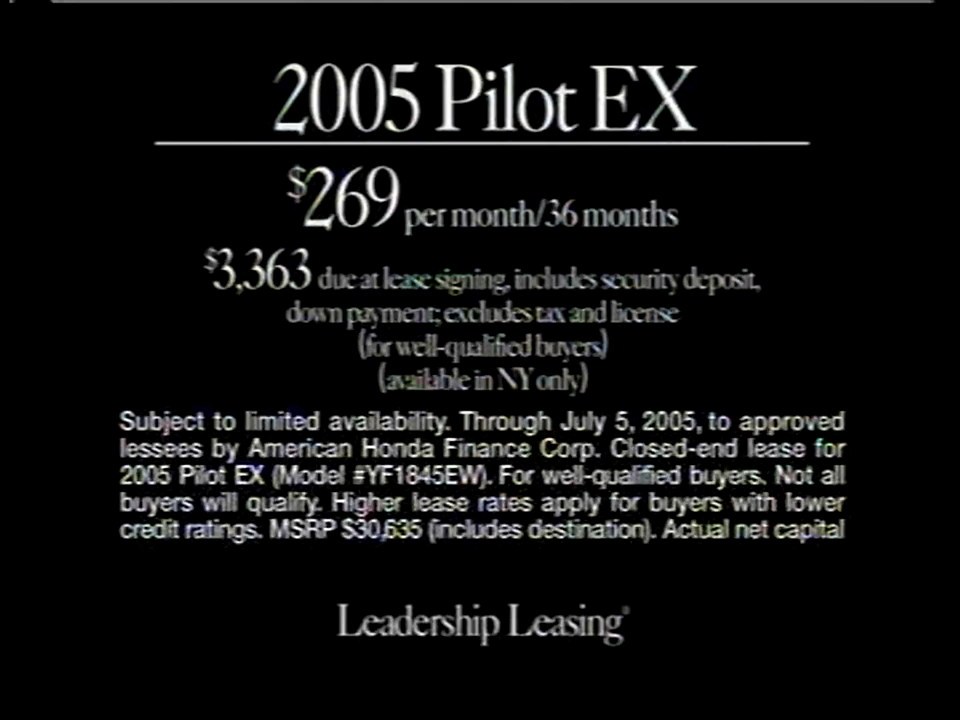 2005 Pilot EX
$269 per month/36 months
$3,363 due at lease signing, includes security deposit,
down payment; excludes tax and license
(for well-qualified buyers)
(available in NY only)
Subject to limited availability. Through July 5, 2005, to approved
lessees by American Honda Finance Corp. Closed-end lease for
2005 Pilot EX (Model #YF1845EW). For well-qualified buyers. Not all
buyers will qualify. Higher lease rates apply for buyers with lower
credit ratings. MSRP $30,635 (includes destination). Actual net capital
Leadership Leasing®